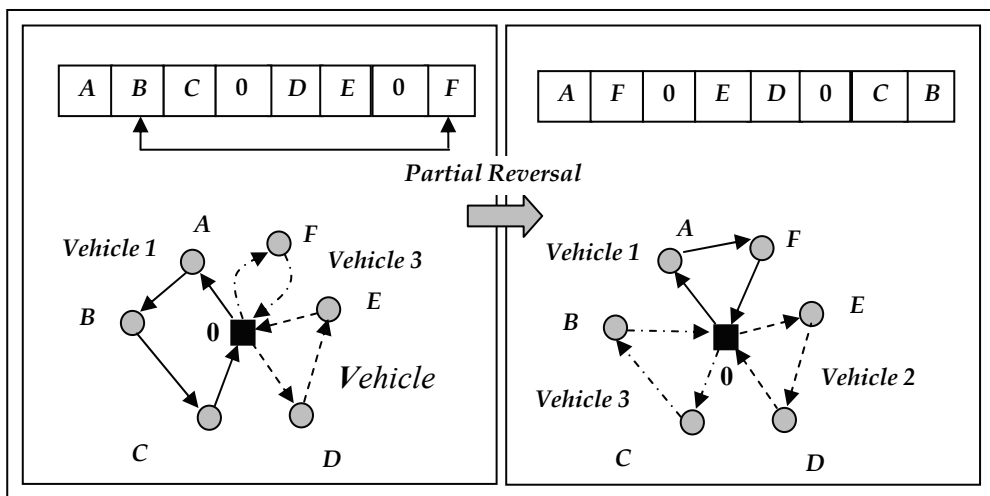 A B C 0 D E 0 F
A F 0 E D 0 C B
Partial Reversal
A
F
Vehicle 1
Vehicle 3
B
E
0
Vehicle
C
D
A
F
Vehicle 1
B
E
0
Vehicle 3
Vehicle 2
C
D